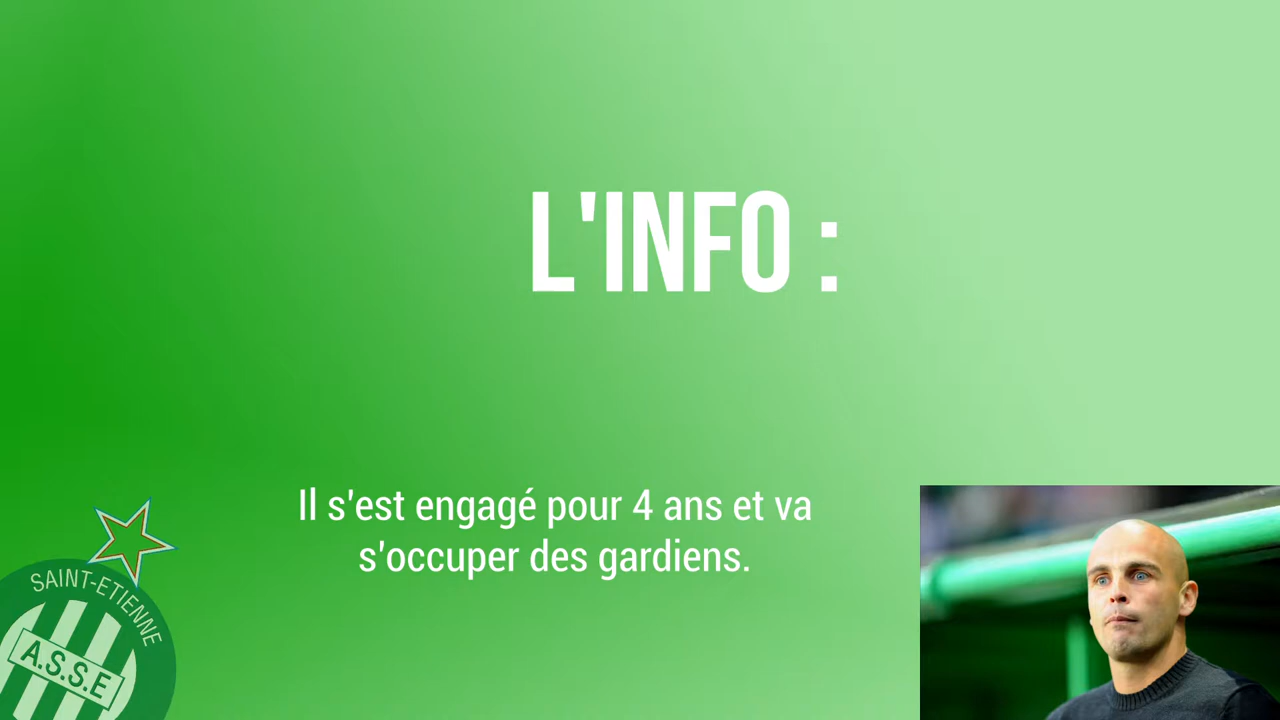 L'INFO :
Il s'est engagé pour 4 ans et va
s'occuper des gardiens.
SAINT-ETIENNE
A.S.S.E